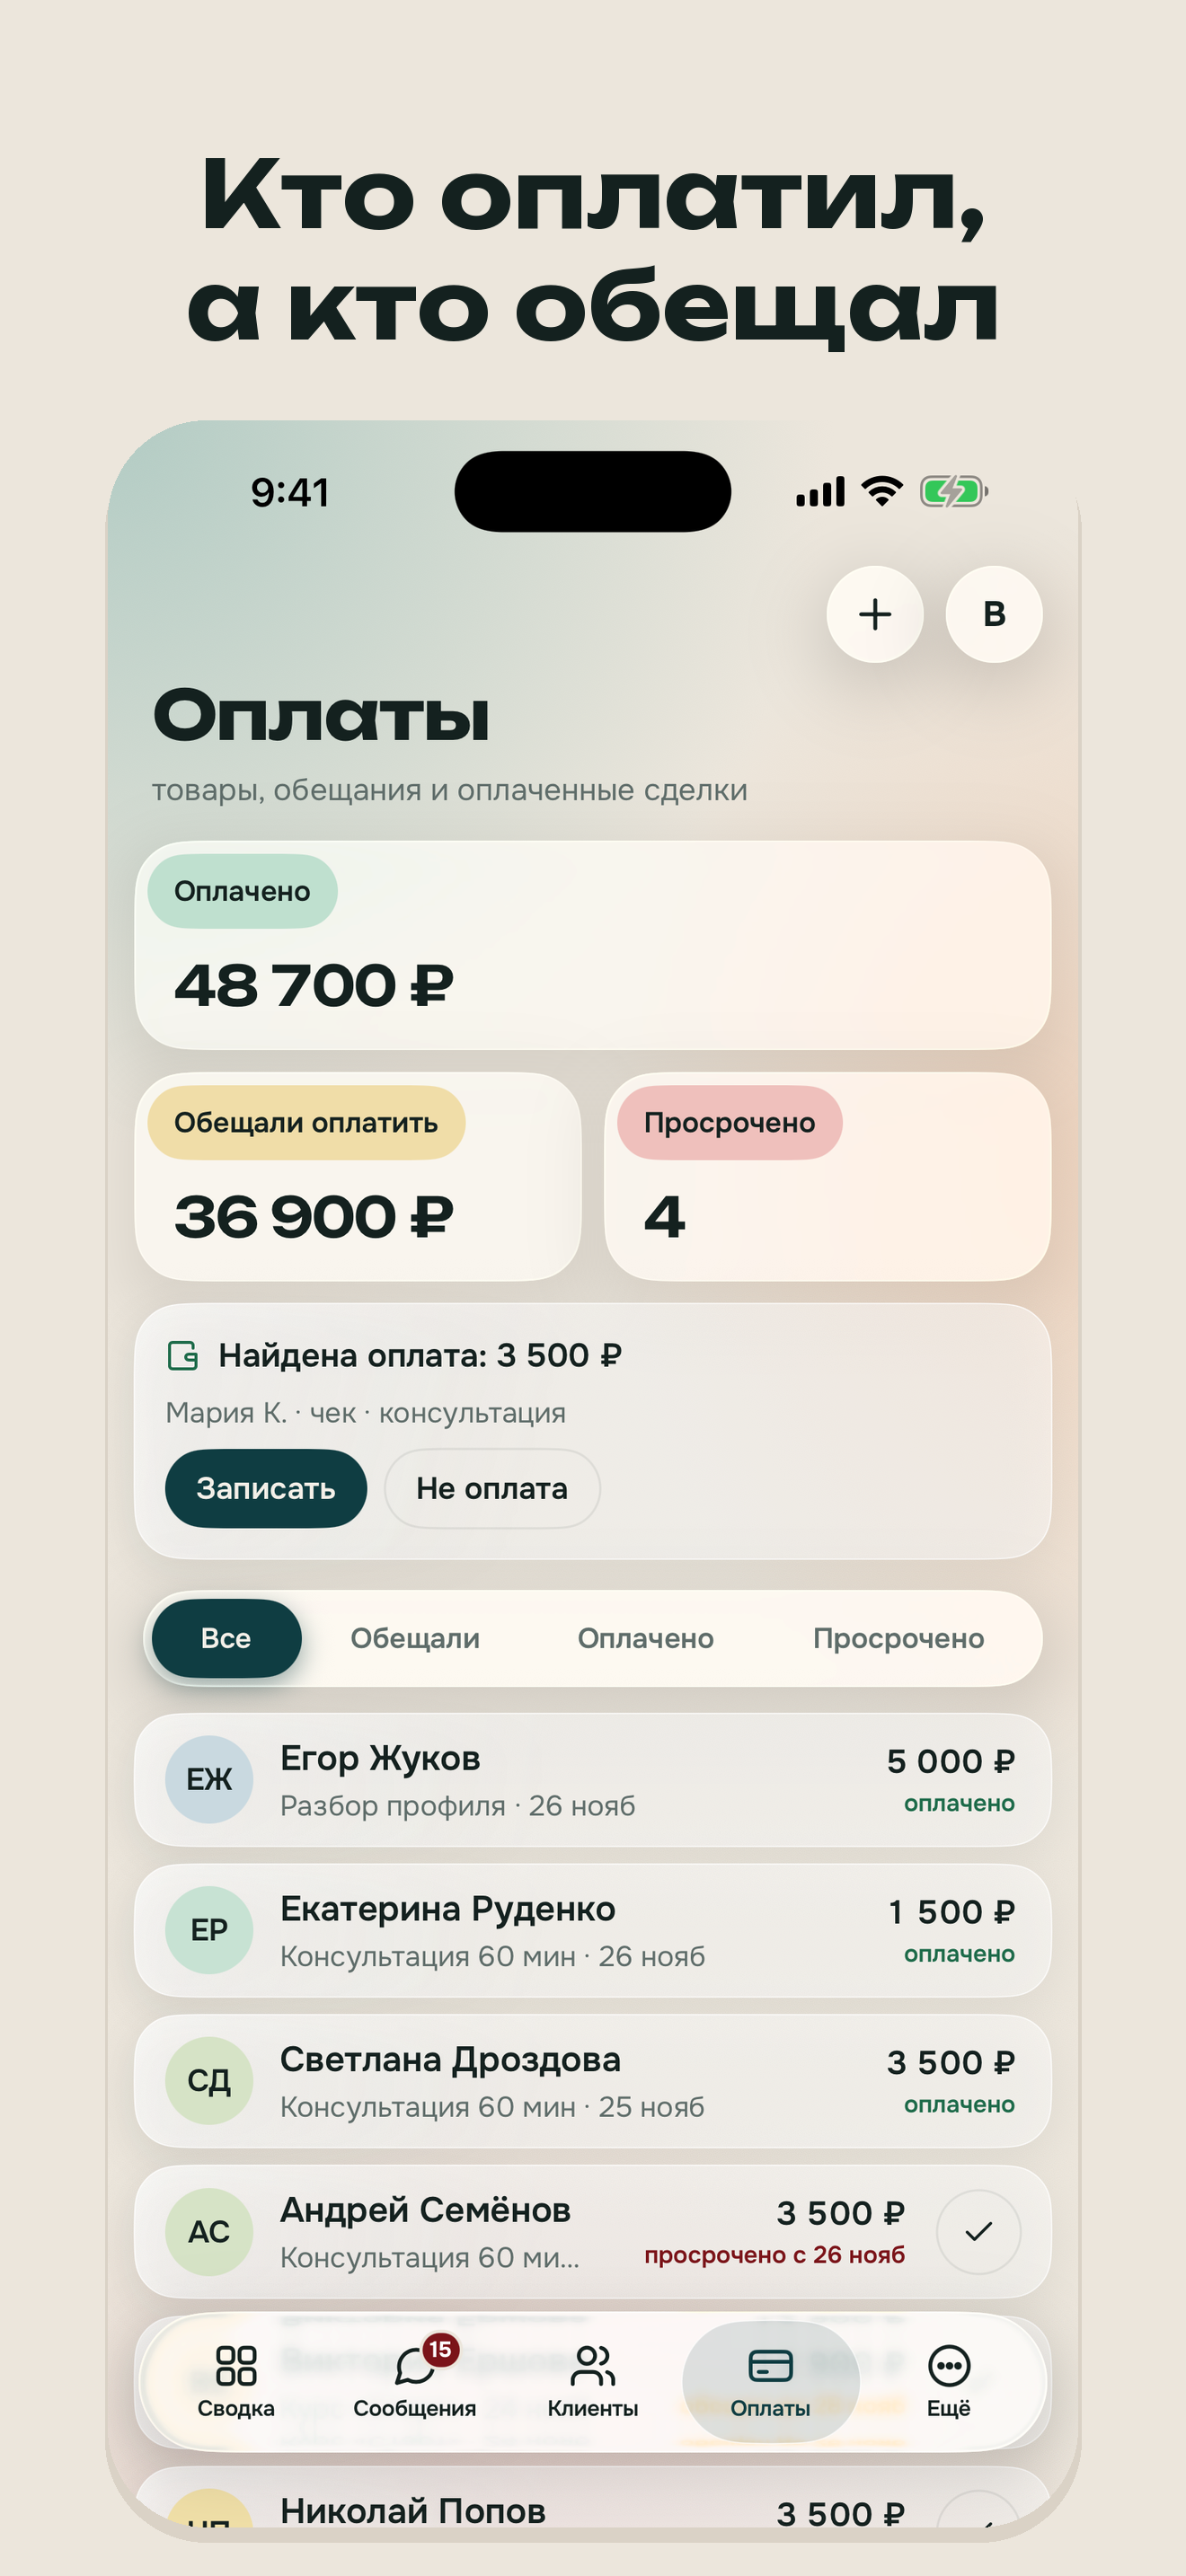 Кто оплатил,
а кто обещал
9:41
B
Оплаты
товары, обещания и оплаченные сделки
Оплачено
48 700 ₽
Обещали оплатить
36 900 ₽
Просрочено
4
Найдена оплата: 3 500 ₽
Мария К. · чек · консультация
Записать
Не оплата
Все
Обещали
Оплачено
Просрочено
ЕЖ
Егор Жуков
Разбор профиля · 26 нояб
5 000 ₽
оплачено
ЕР
Екатерина Руденко
Консультация 60 мин · 26 нояб
1 500 ₽
оплачено
СД
Светлана Дроздова
Консультация 60 мин · 25 нояб
3 500 ₽
оплачено
АС
Андрей Семёнов
Консультация 60 ми...
3 500 ₽
просрочено с 26 нояб
Сводка
15
Сообщения
Клиенты
Оплаты
Ещё
Николай Попов
3 500 ₽